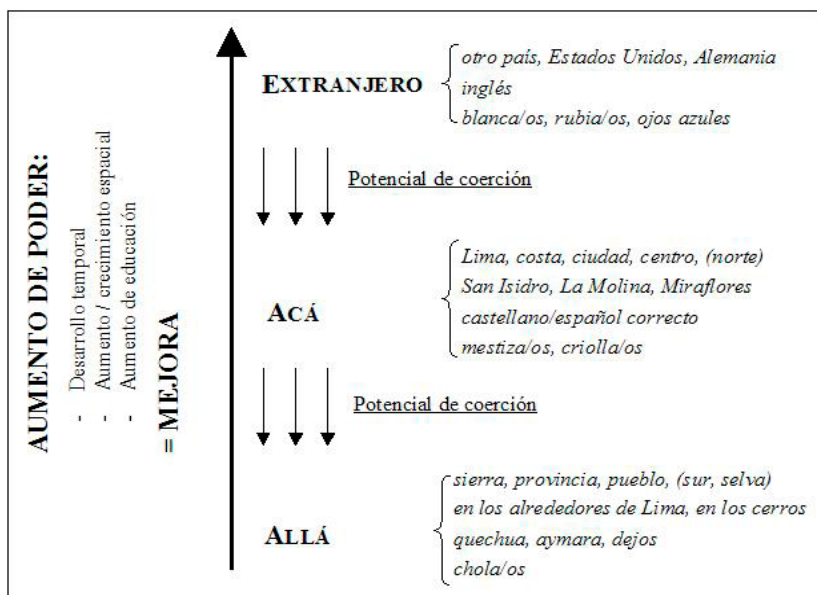 AUMENTO DE PODER:
- Desarrollo temporal
- Aumento / crecimiento espacial
- Aumento de educación
= MEJORA
EXTRANJERO
otro país, Estados Unidos, Alemania
inglés
blanca/os, rubia/os, ojos azules
Potencial de coerción
ACÁ
Lima, costa, ciudad, centro, (norte)
San Isidro, La Molina, Miraflores
castellano/español correcto
mestiza/os, criolla/os
Potencial de coerción
ALLÁ
sierra, provincia, pueblo, (sur, selva)
en los alrededores de Lima, en los cerros
quechua, aymara, dejos
chola/os